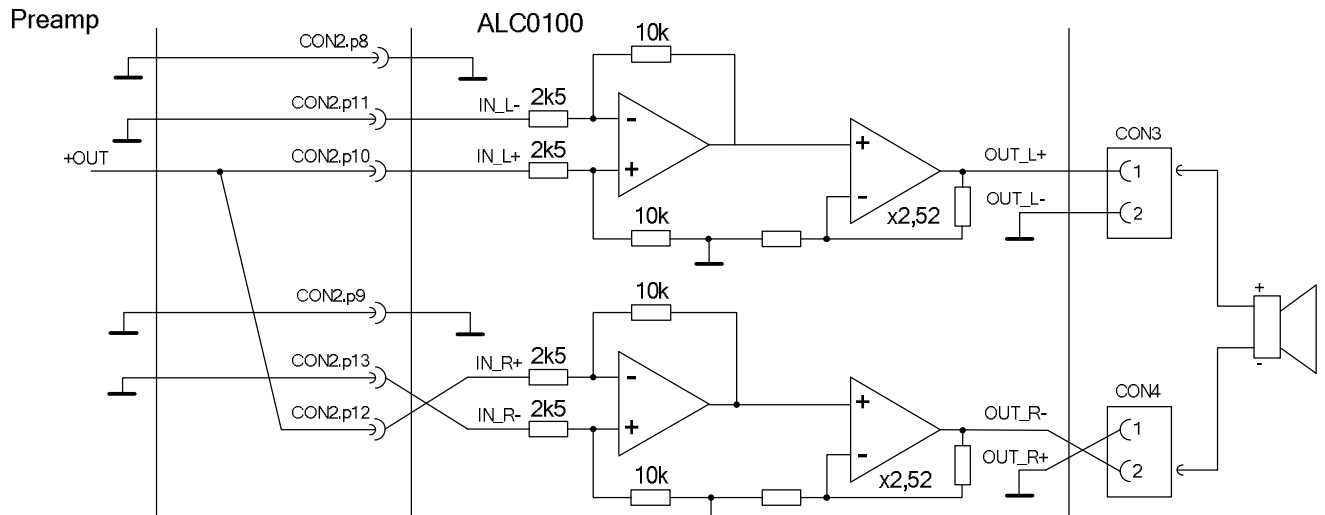 Preamp
ALC0100
CON2.p8
10k
CON2.p11
IN_L-
2k5
-
+OUT
CON2.p10
IN_L+
2k5
+
+
-
x2,52
10k
OUT_L+
OUT_L-
CON3
1
2
CON2.p9
10k
CON2.p13
IN_R+
2k5
-
CON2.p12
IN_R-
2k5
+
+
-
x2,52
10k
OUT_R-
OUT_R+
CON4
1
2
+
-